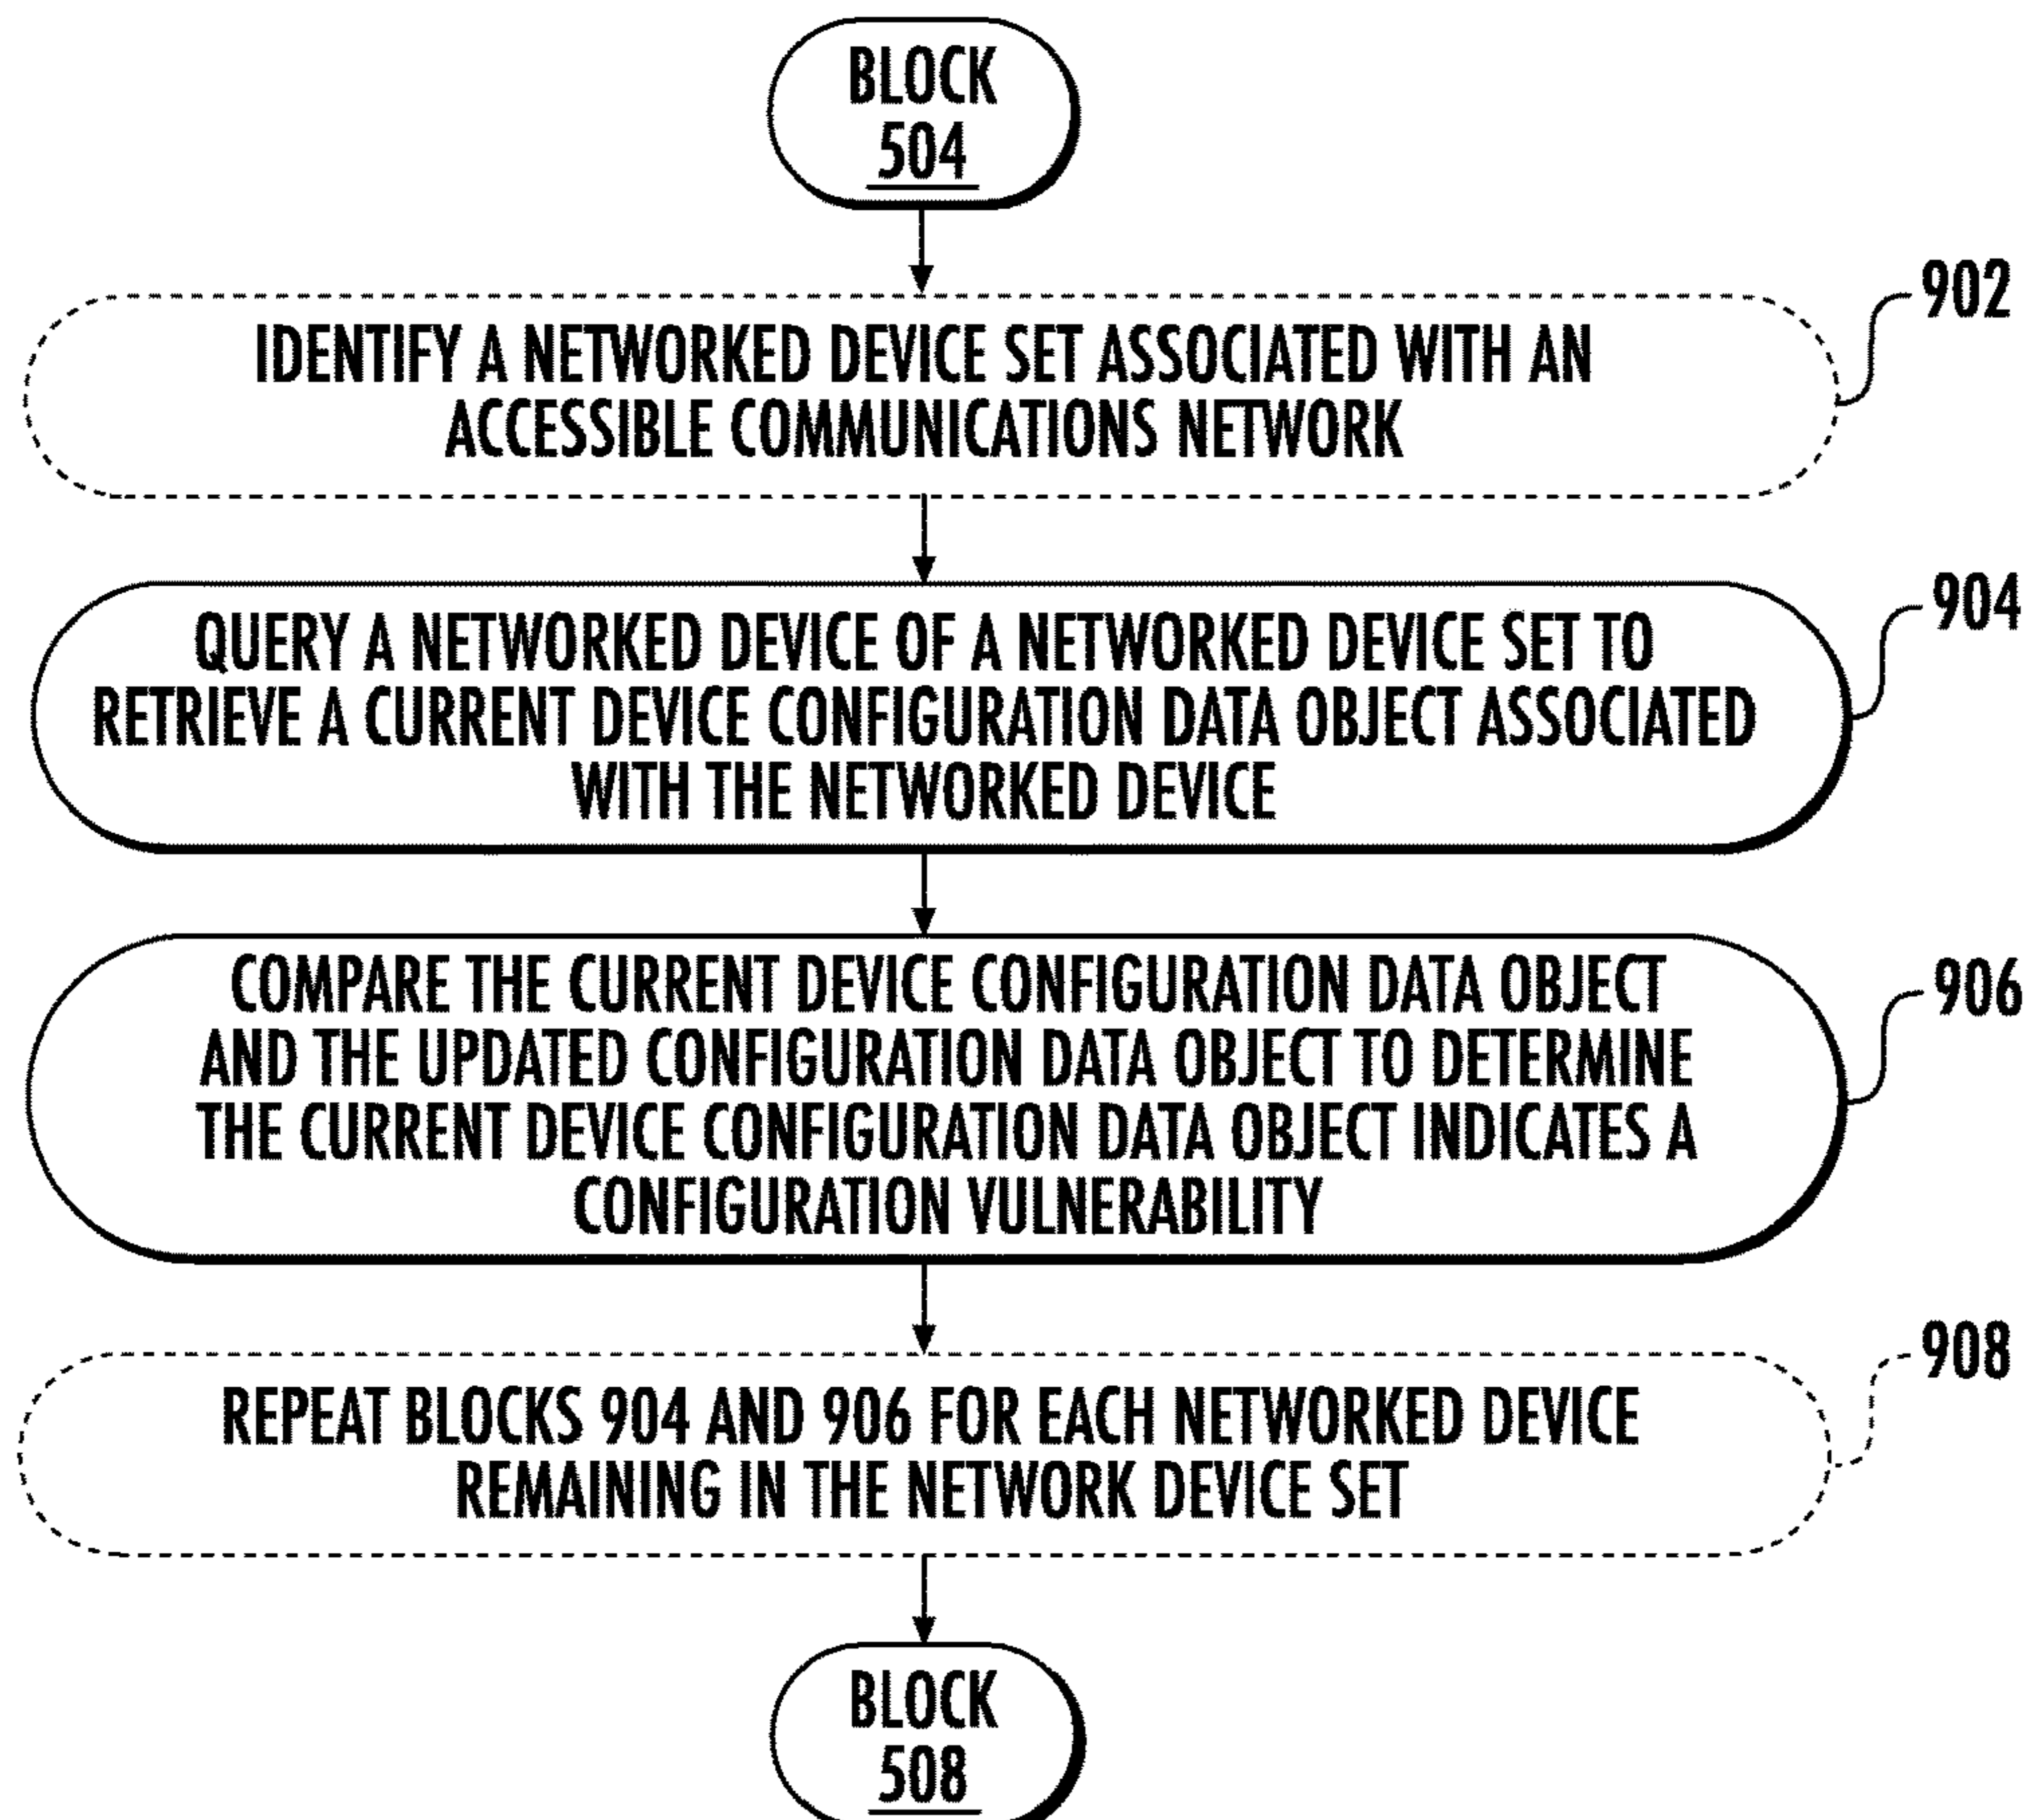 BLOCK
504
902
IDENTIFY A NETWORKED DEVICE SET ASSOCIATED WITH AN
ACCESSIBLE COMMUNICATIONS NETWORK
904
QUERY A NETWORKED DEVICE OF A NETWORKED DEVICE SET TO
RETRIEVE A CURRENT DEVICE CONFIGURATION DATA OBJECT ASSOCIATED
WITH THE NETWORKED DEVICE
906
COMPARE THE CURRENT DEVICE CONFIGURATION DATA OBJECT
AND THE UPDATED CONFIGURATION DATA OBJECT TO DETERMINE
THE CURRENT DEVICE CONFIGURATION DATA OBJECT INDICATES A
CONFIGURATION VULNERABILITY
908
REPEAT BLOCKS 904 AND 906 FOR EACH NETWORKED DEVICE
REMAINING IN THE NETWORK DEVICE SET
BLOCK
508